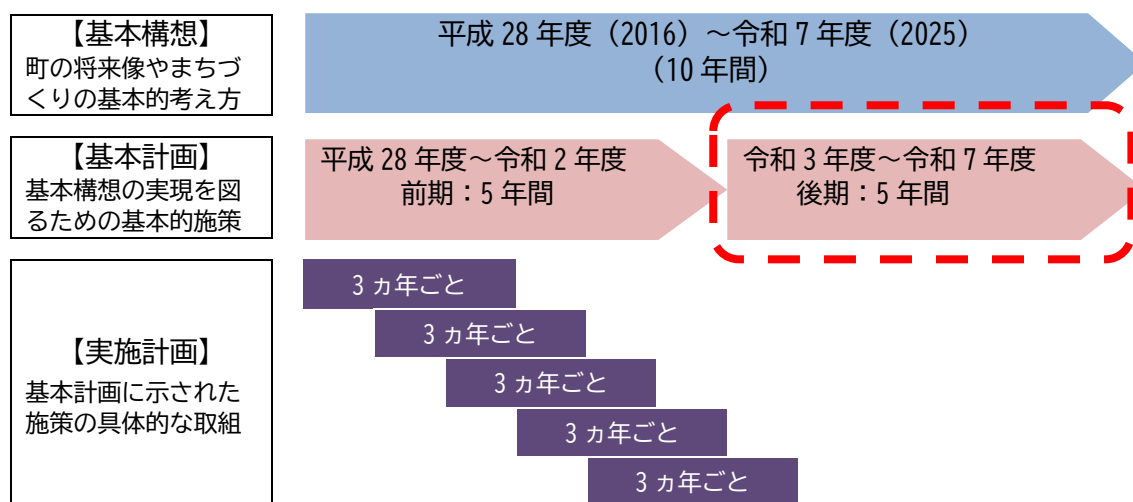 【基本構想】
町の将来像やまちづ
くりの基本的考え方
平成 28 年度（2016）～令和 7 年度（2025）
（10 年間）
【基本計画】
基本構想の実現を図
るための基本的施策
平成 28 年度～令和 2 年度
前期：5 年間
令和 3 年度～令和 7 年度
後期：5 年間
【実施計画】
基本計画に示された
施策の具体的な取組
3 ヵ年ごと
3 ヵ年ごと
3 ヵ年ごと
3 ヵ年ごと
3 ヵ年ごと